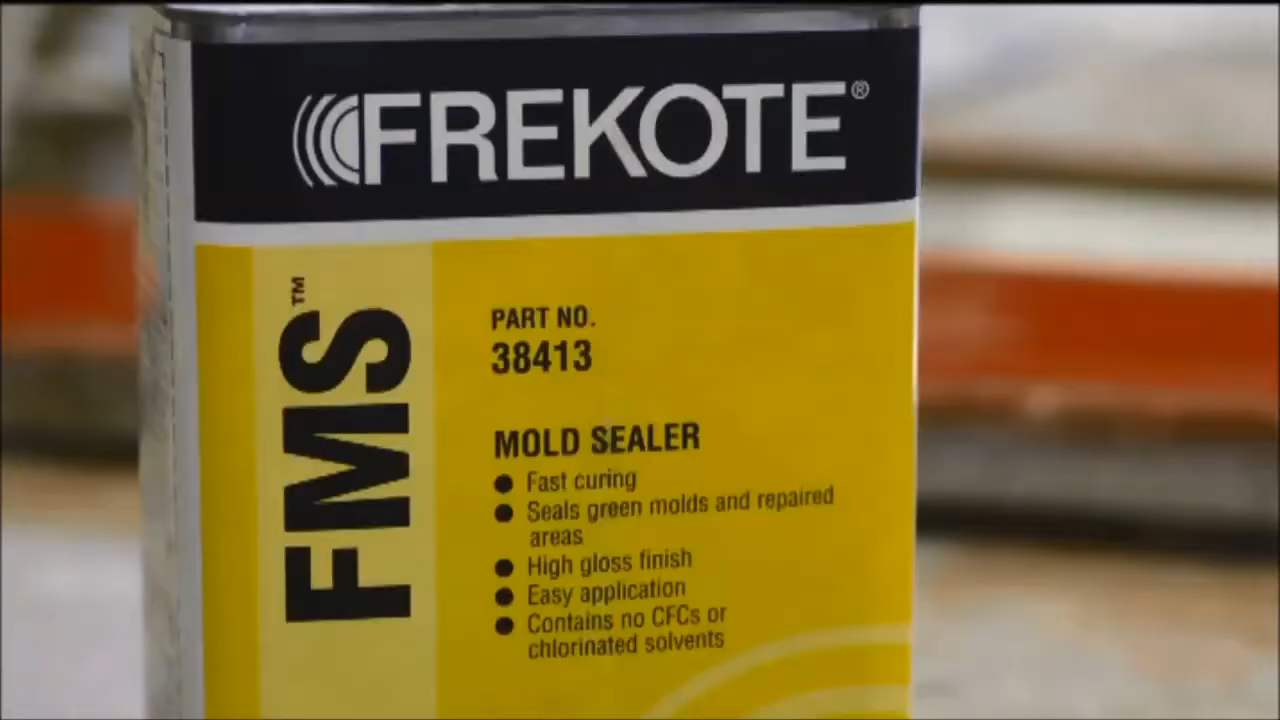 FREKOTE®
FMS™
PART NO.
38413
MOLD SEALER
● Fast curing
● Seals green molds and repaired
areas
● High gloss finish
● Easy application
● Contains no CFCs or
chlorinated solvents